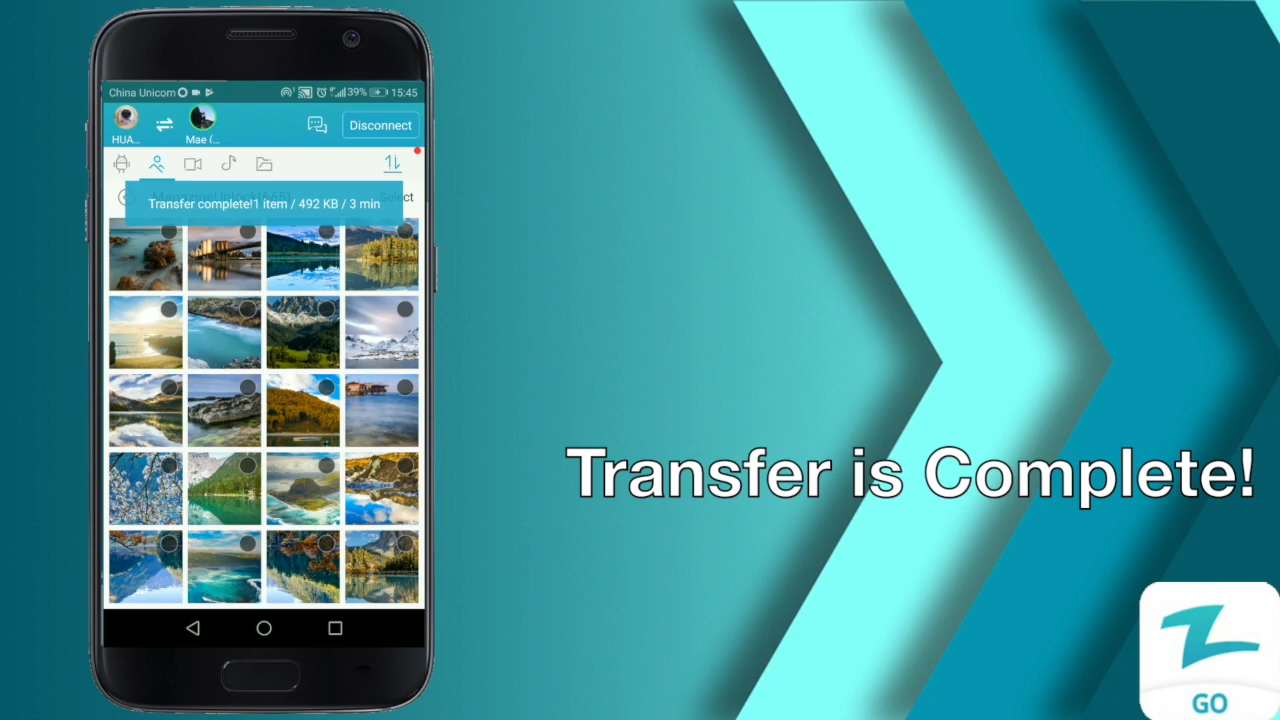 China Unicom
39%
15:45
HUA...
Mae (...
Disconnect
Select
Transfer complete!1 item / 492 KB / 3 min
Transfer is Complete!
GO